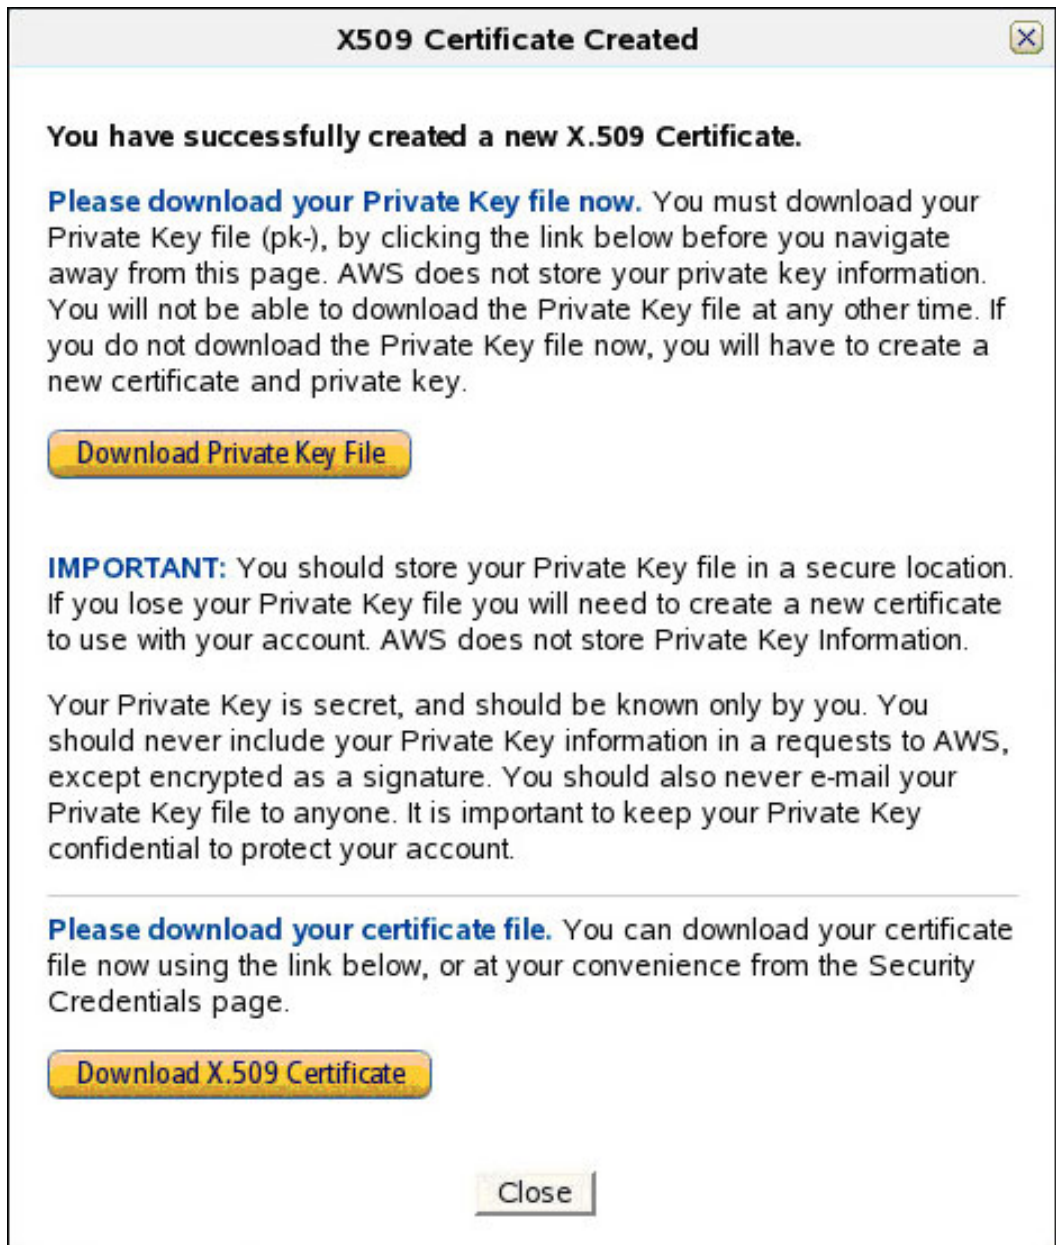 X509 Certificate Created
You have successfully created a new X.509 Certificate.
Please download your Private Key file now. You must download your
Private Key file (pk-), by clicking the link below before you navigate
away from this page. AWS does not store your private key information.
You will not be able to download the Private Key file at any other time. If
you do not download the Private Key file now, you will have to create a
new certificate and private key.
Download Private Key File
IMPORTANT: You should store your Private Key file in a secure location.
If you lose your Private Key file you will need to create a new certificate
to use with your account. AWS does not store Private Key Information.
Your Private Key is secret, and should be known only by you. You
should never include your Private Key information in a requests to AWS,
except encrypted as a signature. You should also never e-mail your
Private Key file to anyone. It is important to keep your Private Key
confidential to protect your account.
Please download your certificate file. You can download your certificate
file now using the link below, or at your convenience from the Security
Credentials page.
Download X.509 Certificate
Close